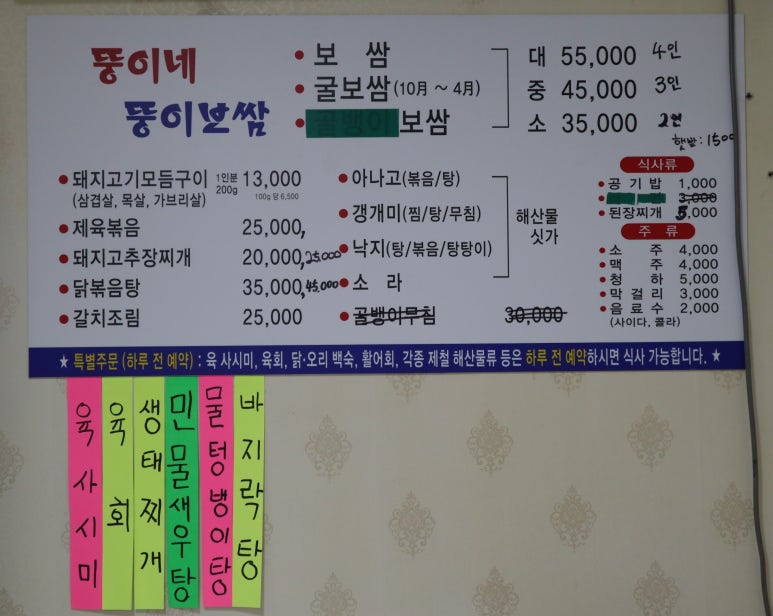 뚱이네
뚱이보쌈
• 보 쌈
• 굴보쌈(10월 ~ 4월)
• 골뱅이 보쌈
대 55,000 4인
중 45,000 3인
소 35,000 2인
햇반: 1500
• 돼지고기모듬구이 1인분 200g 13,000
(삼겹살, 목살, 가브리살) 100g 당 6,500
• 제육볶음 25,000,
• 돼지고추장찌개 20,000, 25,000
• 닭볶음탕 35,000, 45,000
• 갈치조림 25,000
• 아나고(볶음/탕)
• 갱개미(찜/탕/무침)
• 낙지(탕/볶음/탕탕이)
• 소 라
해산물
싯가
• 골뱅이무침 30,000
식사류
• 공 기 밥 1,000
• 3,000
• 된장찌개 5,000
주 류
• 소 주 4,000
• 맥 주 4,000
• 청 하 5,000
• 막 걸 리 3,000
• 음 료 수 2,000
(사이다, 콜라)
★ 특별주문 (하루 전 예약) : 육 사시미, 육회, 닭·오리 백숙, 활어회, 각종 제철 해산물류 등은 하루 전 예약하시면 식사 가능합니다. ★
육사시미
육회
생태찌개
민물새우탕
물텅벵이탕
바지락탕